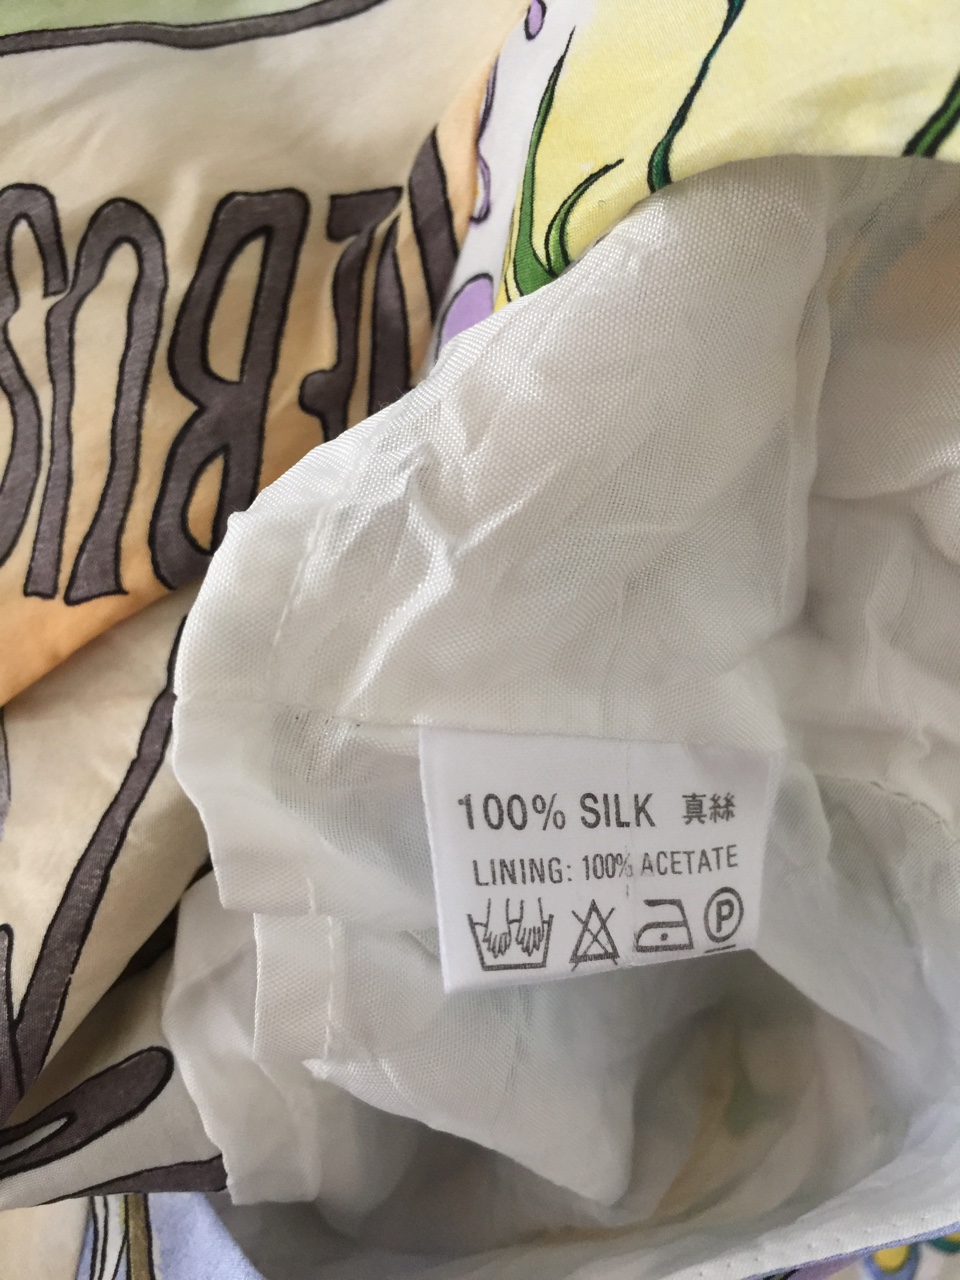 100% SILK 真絲
LINING: 100% ACETATE
P